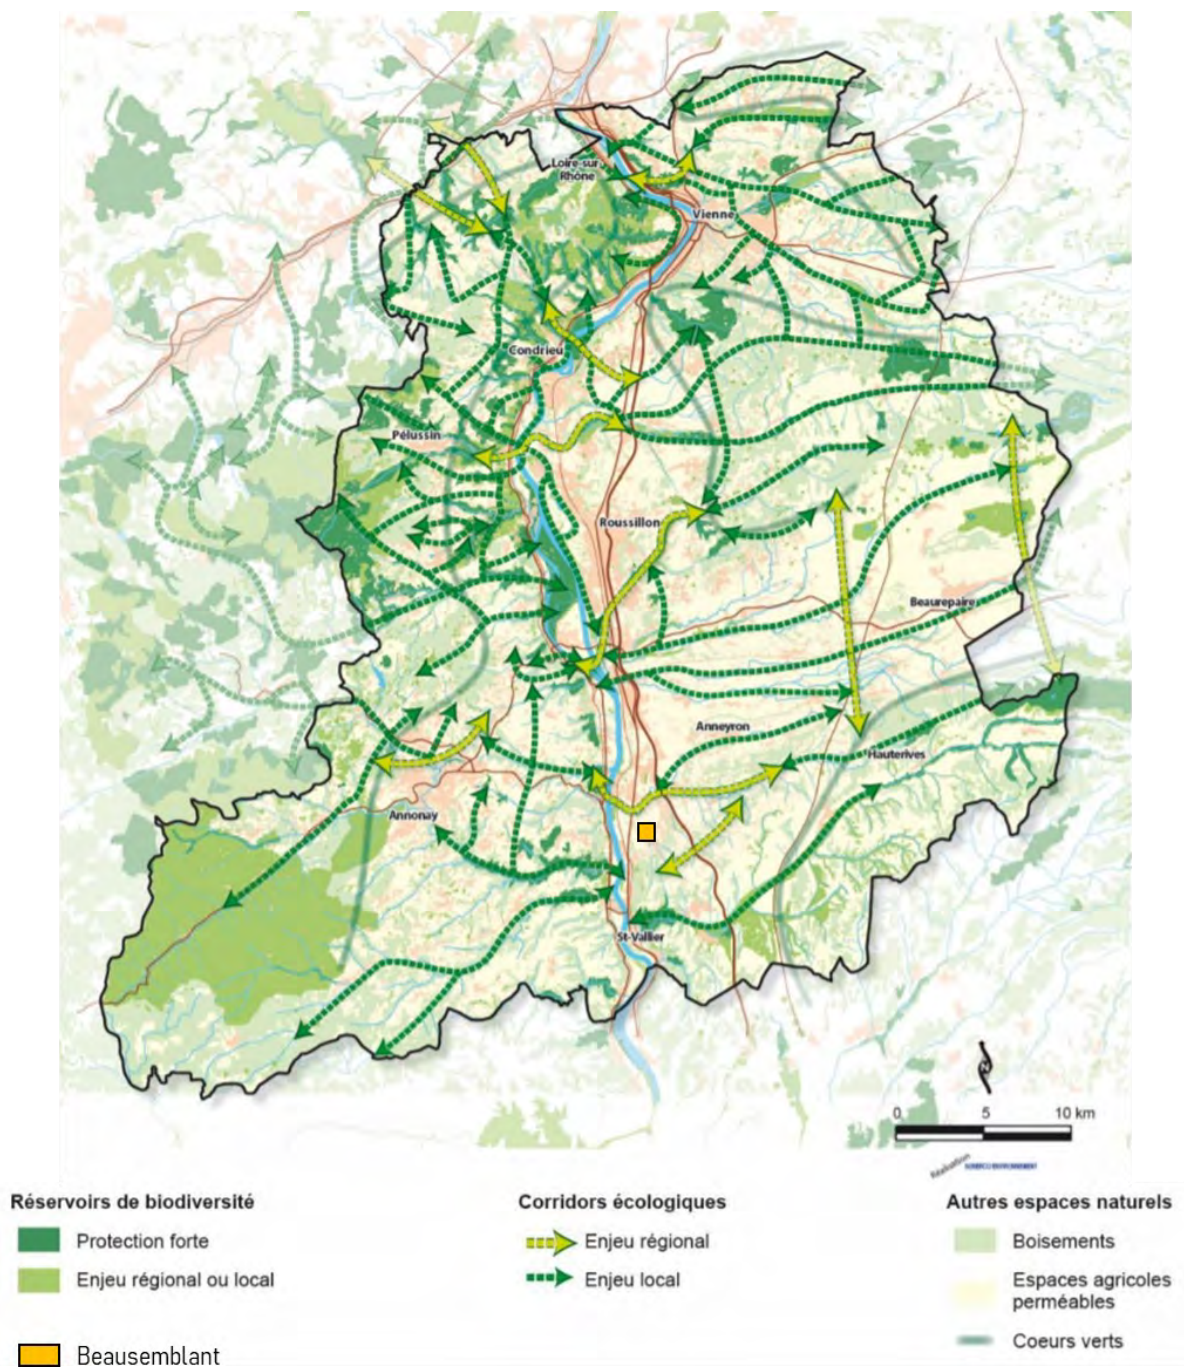 Loire-sur-
Rhône
Vienne
Condrieu
Pélussin
Roussillon
Beaurepaire
Anneyron
Hauterives
Annonay
St-Vallier
0 5 10 km
Réalisation
Réservoirs de biodiversité
Protection forte
Enjeu régional ou local
Beausemblant
Corridors écologiques
Enjeu régional
Enjeu local
Autres espaces naturels
Boisements
Espaces agricoles
perméables
Coeurs verts